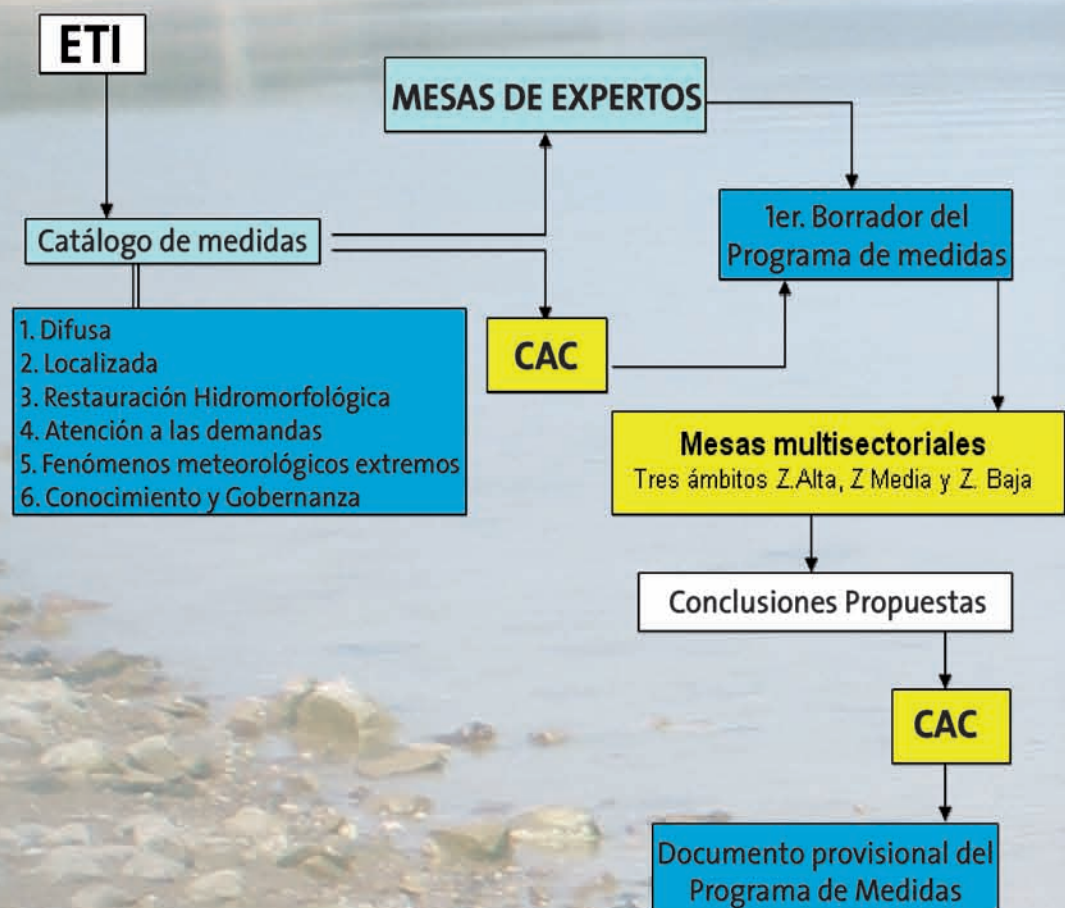 ETI
MESAS DE EXPERTOS
Catálogo de medidas
1er. Borrador del
Programa de medidas
1. Difusa
2. Localizada
3. Restauración Hidromorfológica
4. Atención a las demandas
5. Fenómenos meteorológicos extremos
6. Conocimiento y Gobernanza
CAC
Mesas multisectoriales
Tres ámbitos Z.Alta, Z Media y Z. Baja
Conclusiones Propuestas
CAC
Documento provisional del
Programa de Medidas